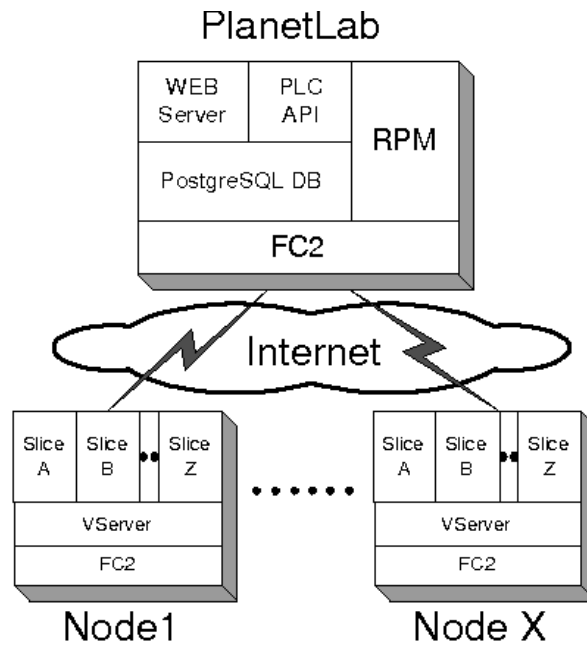 PlanetLab
WEB
Server
PLC
API
RPM
PostgreSQL DB
FC2
Internet
Slice
A
Slice
B
Slice
Z
VServer
FC2
Node1
Slice
A
Slice
B
Slice
Z
VServer
FC2
Node X